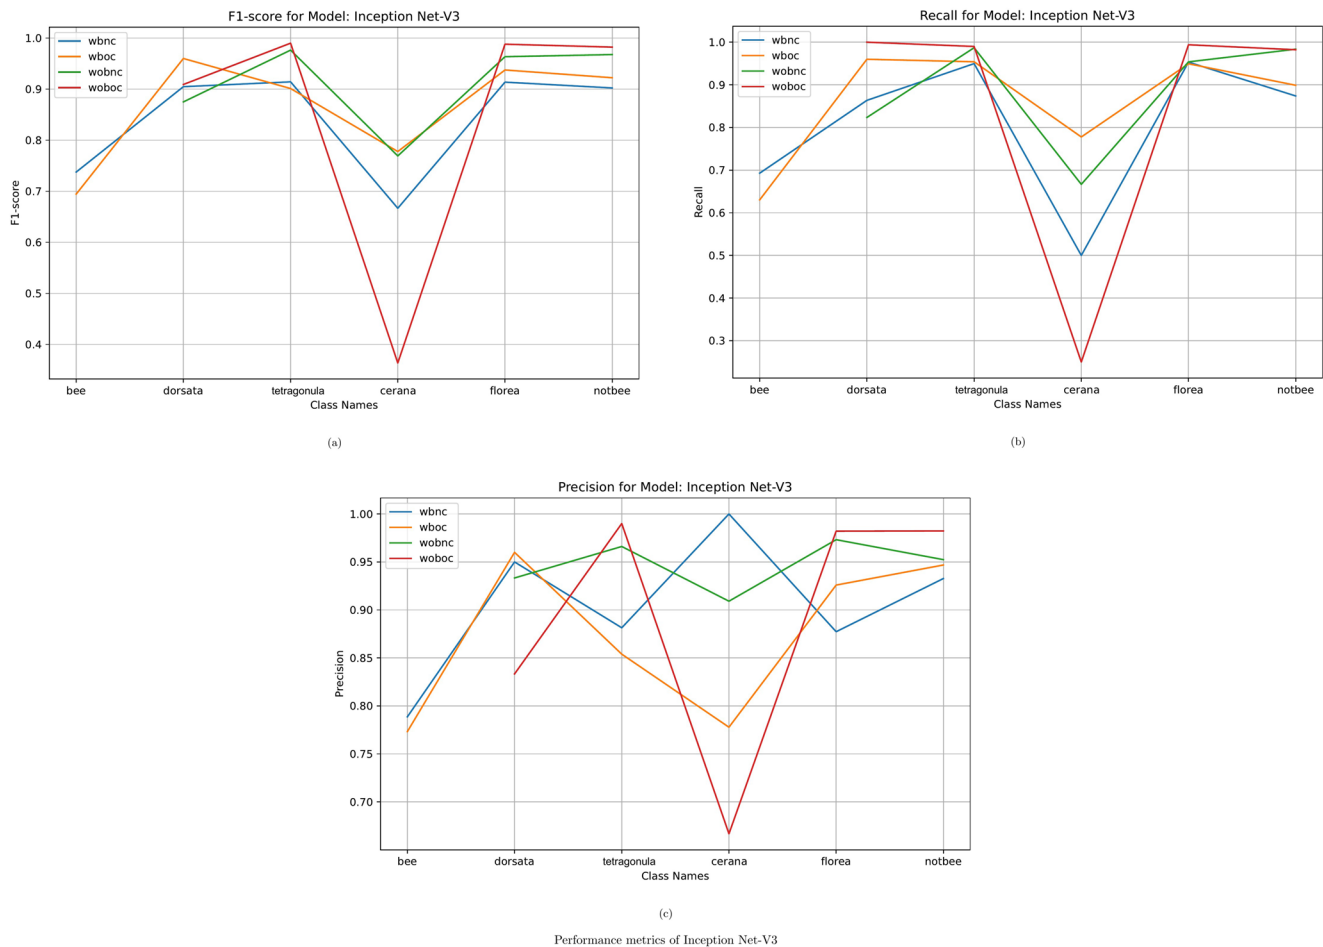 F1-score for Model: Inception Net-V3
wbnc
wboc
wobnc
woboc
1.0
0.9
0.8
0.7
0.6
0.5
0.4
F1-score
bee dorsata tetragonula cerana florea notbee
Class Names
(a)
Recall for Model: Inception Net-V3
wbnc
wboc
wobnc
woboc
1.0
0.9
0.8
0.7
0.6
0.5
0.4
0.3
Recall
bee dorsata tetragonula cerana florea notbee
Class Names
(b)
Precision for Model: Inception Net-V3
wbnc
wboc
wobnc
woboc
1.00
0.95
0.90
0.85
0.80
0.75
0.70
Precision
bee dorsata tetragonula cerana florea notbee
Class Names
(c)
Performance metrics of Inception Net-V3